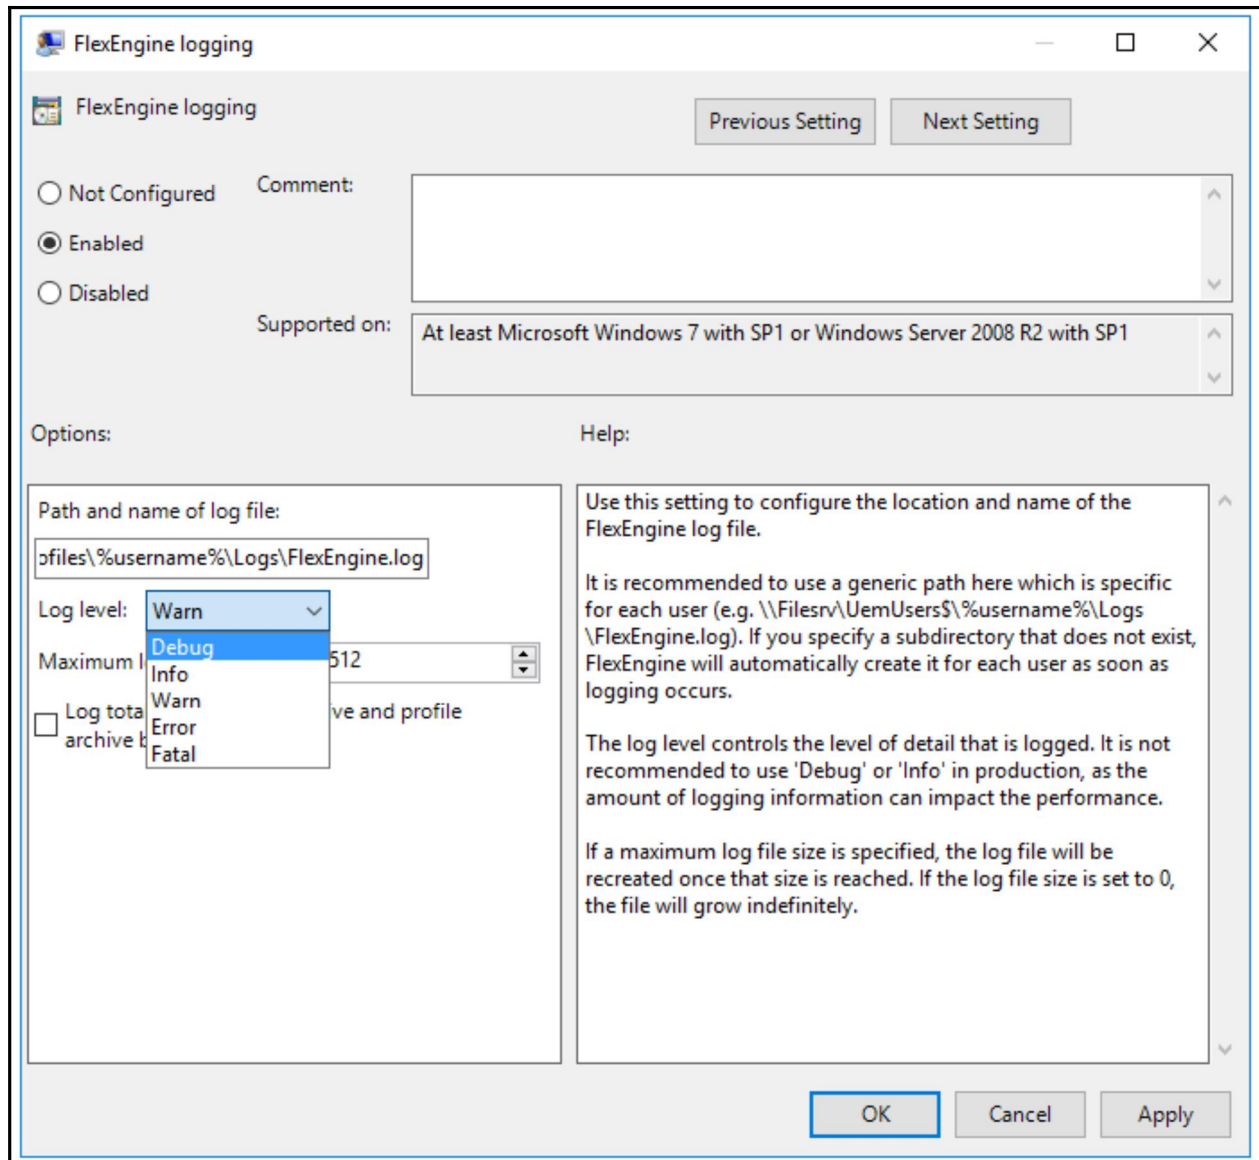 FlexEngine logging
FlexEngine logging
Previous Setting
Next Setting
Not Configured
Comment:
Enabled
Disabled
Supported on:
At least Microsoft Windows 7 with SP1 or Windows Server 2008 R2 with SP1
Options:
Help:
Path and name of log file:
ofiles\%username%\Logs\FlexEngine.log
Log level:
Warn
Debug
Info
Warn
Error
Fatal
Maximum
512
Log
and profile
archive
Use this setting to configure the location and name of the
FlexEngine log file.
It is recommended to use a generic path here which is specific
for each user (e.g. \\Filesrv\UemUsers$\%username%\Logs
\FlexEngine.log). If you specify a subdirectory that does not exist,
FlexEngine will automatically create it for each user as soon as
logging occurs.
The log level controls the level of detail that is logged. It is not
recommended to use 'Debug' or 'Info' in production, as the
amount of logging information can impact the performance.
If a maximum log file size is specified, the log file will be
recreated once that size is reached. If the log file size is set to 0,
the file will grow indefinitely.
OK
Cancel
Apply